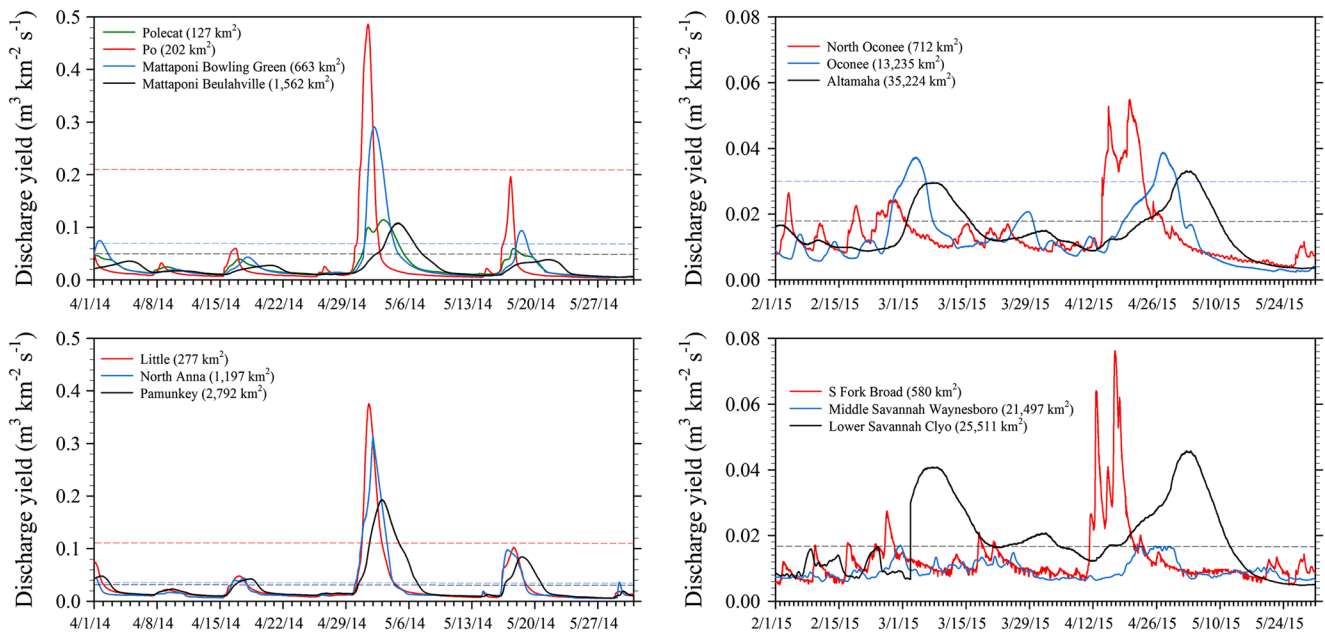 Discharge yield (m³ km⁻² s⁻¹)
0.5
0.4
0.3
0.2
0.1
0.0
Polecat (127 km²)
Po (202 km²)
Mattaponi Bowling Green (663 km²)
Mattaponi Beulahville (1,562 km²)
4/1/14 4/8/14 4/15/14 4/22/14 4/29/14 5/6/14 5/13/14 5/20/14 5/27/14
Discharge yield (m³ km⁻² s⁻¹)
0.08
0.06
0.04
0.02
0.00
North Oconee (712 km²)
Oconee (13,235 km²)
Altamaha (35,224 km²)
2/1/15 2/15/15 3/1/15 3/15/15 3/29/15 4/12/15 4/26/15 5/10/15 5/24/15
Discharge yield (m³ km⁻² s⁻¹)
0.5
0.4
0.3
0.2
0.1
0.0
Little (277 km²)
North Anna (1,197 km²)
Pamunkey (2,792 km²)
4/1/14 4/8/14 4/15/14 4/22/14 4/29/14 5/6/14 5/13/14 5/20/14 5/27/14
Discharge yield (m³ km⁻² s⁻¹)
0.08
0.06
0.04
0.02
0.00
S Fork Broad (580 km²)
Middle Savannah Waynesboro (21,497 km²)
Lower Savannah Clyo (25,511 km²)
2/1/15 2/15/15 3/1/15 3/15/15 3/29/15 4/12/15 4/26/15 5/10/15 5/24/15